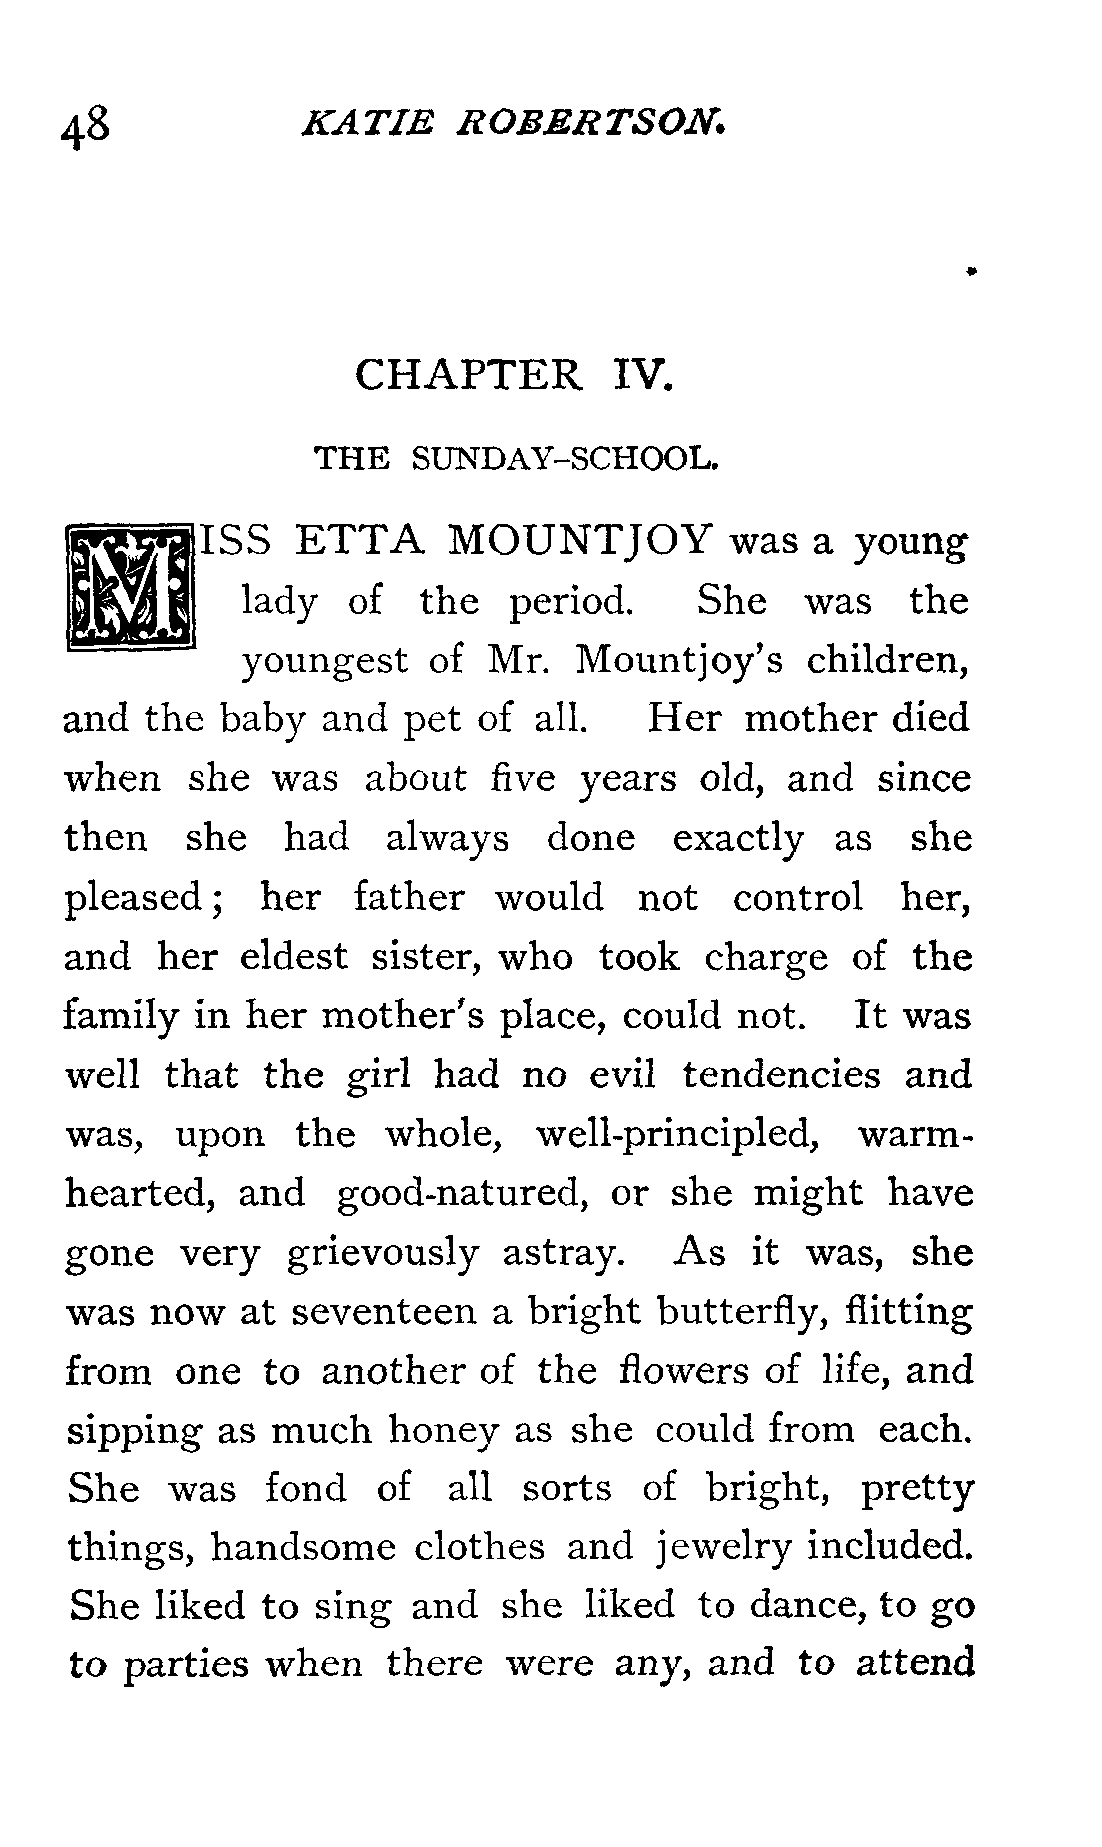 48 KATIE ROBERTSON.
CHAPTER IV.
THE SUNDAY-SCHOOL.
MISS ETTA MOUNTJOY was a young
lady of the period. She was the
youngest of Mr. Mountjoy's children,
and the baby and pet of all. Her mother died
when she was about five years old, and since
then she had always done exactly as she
pleased; her father would not control her,
and her eldest sister, who took charge of the
family in her mother's place, could not. It was
well that the girl had no evil tendencies and
was, upon the whole, well-principled, warm-
hearted, and good-natured, or she might have
gone very grievously astray. As it was, she
was now at seventeen a bright butterfly, flitting
from one to another of the flowers of life, and
sipping as much honey as she could from each.
She was fond of all sorts of bright, pretty
things, handsome clothes and jewelry included.
She liked to sing and she liked to dance, to go
to parties when there were any, and to attend